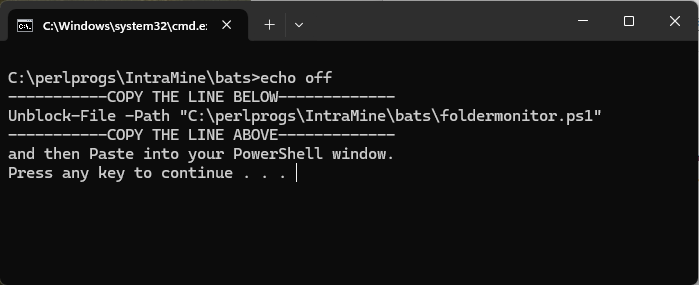 C:\Windows\system32\cmd.e:
C:\perlprogs\IntraMine\bats>echo off
-----------COPY THE LINE BELOW-------------
Unblock-File -Path "C:\perlprogs\IntraMine\bats\foldermonitor.ps1"
-----------COPY THE LINE ABOVE-------------
and then Paste into your PowerShell window.
Press any key to continue . . .